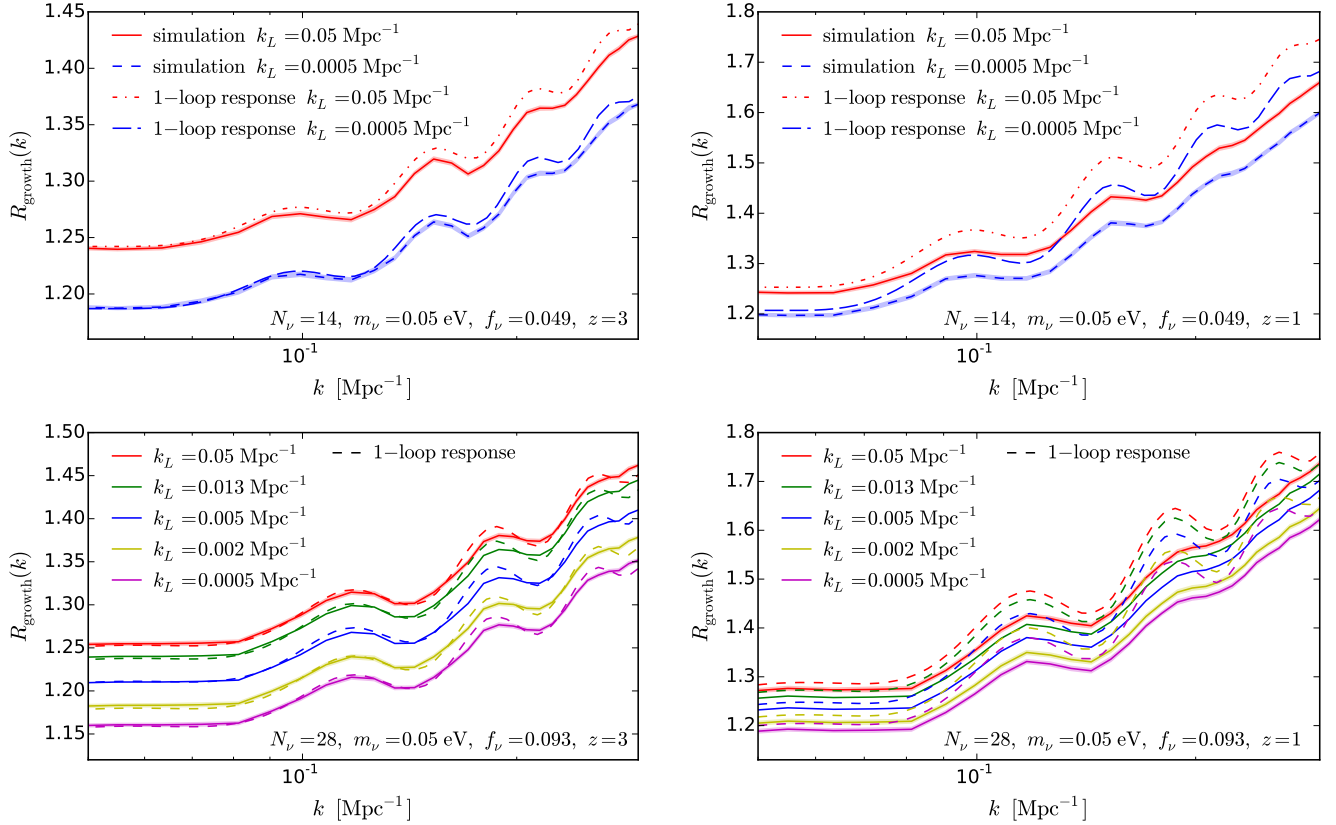 1.45
1.40
1.35
1.30
1.25
1.20
R_growth(k)
simulation k_L =0.05 Mpc⁻¹
simulation k_L =0.0005 Mpc⁻¹
1−loop response k_L =0.05 Mpc⁻¹
1−loop response k_L =0.0005 Mpc⁻¹
N_ν =14, m_ν =0.05 eV, f_ν =0.049, z=3
10⁻¹
k [Mpc⁻¹]
1.8
1.7
1.6
1.5
1.4
1.3
1.2
R_growth(k)
simulation k_L =0.05 Mpc⁻¹
simulation k_L =0.0005 Mpc⁻¹
1−loop response k_L =0.05 Mpc⁻¹
1−loop response k_L =0.0005 Mpc⁻¹
N_ν =14, m_ν =0.05 eV, f_ν =0.049, z=1
10⁻¹
k [Mpc⁻¹]
1.50
1.45
1.40
1.35
1.30
1.25
1.20
1.15
R_growth(k)
k_L =0.05 Mpc⁻¹
k_L =0.013 Mpc⁻¹
k_L =0.005 Mpc⁻¹
k_L =0.002 Mpc⁻¹
k_L =0.0005 Mpc⁻¹
1−loop response
N_ν =28, m_ν =0.05 eV, f_ν =0.093, z=3
10⁻¹
k [Mpc⁻¹]
1.8
1.7
1.6
1.5
1.4
1.3
1.2
R_growth(k)
k_L =0.05 Mpc⁻¹
k_L =0.013 Mpc⁻¹
k_L =0.005 Mpc⁻¹
k_L =0.002 Mpc⁻¹
k_L =0.0005 Mpc⁻¹
1−loop response
N_ν =28, m_ν =0.05 eV, f_ν =0.093, z=1
10⁻¹
k [Mpc⁻¹]